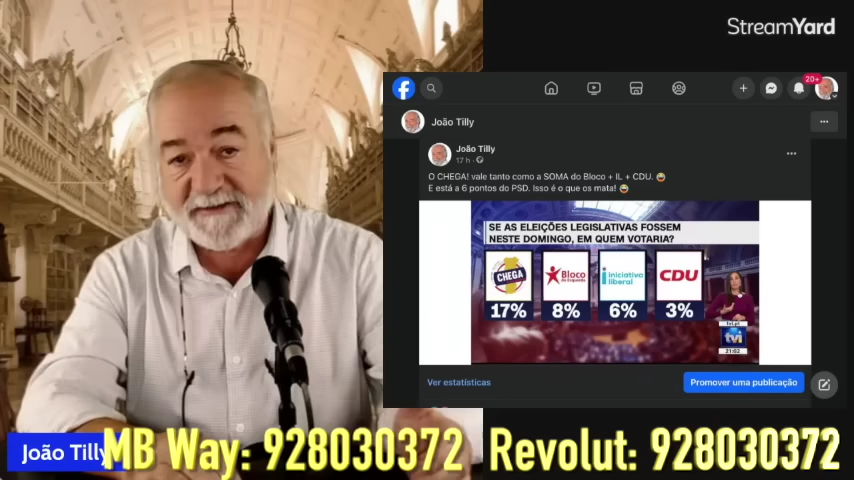 StreamYard
20+
João Tilly
João Tilly
17 h
O CHEGA! vale tanto como a SOMA do Bloco + IL + CDU. 😂
E está a 6 pontos do PSD. Isso é o que os mata! 😂
SE AS ELEIÇÕES LEGISLATIVAS FOSSEM
NESTE DOMINGO, EM QUEM VOTARIA?
CHEGA
Bloco
de Esquerda
iniciativa
liberal
CDU
17% 8% 6% 3%
tvi.pt
tvi
21:02
Ver estatísticas
Promover uma publicação
João Tilly
MB Way: 928030372 Revolut: 928030372